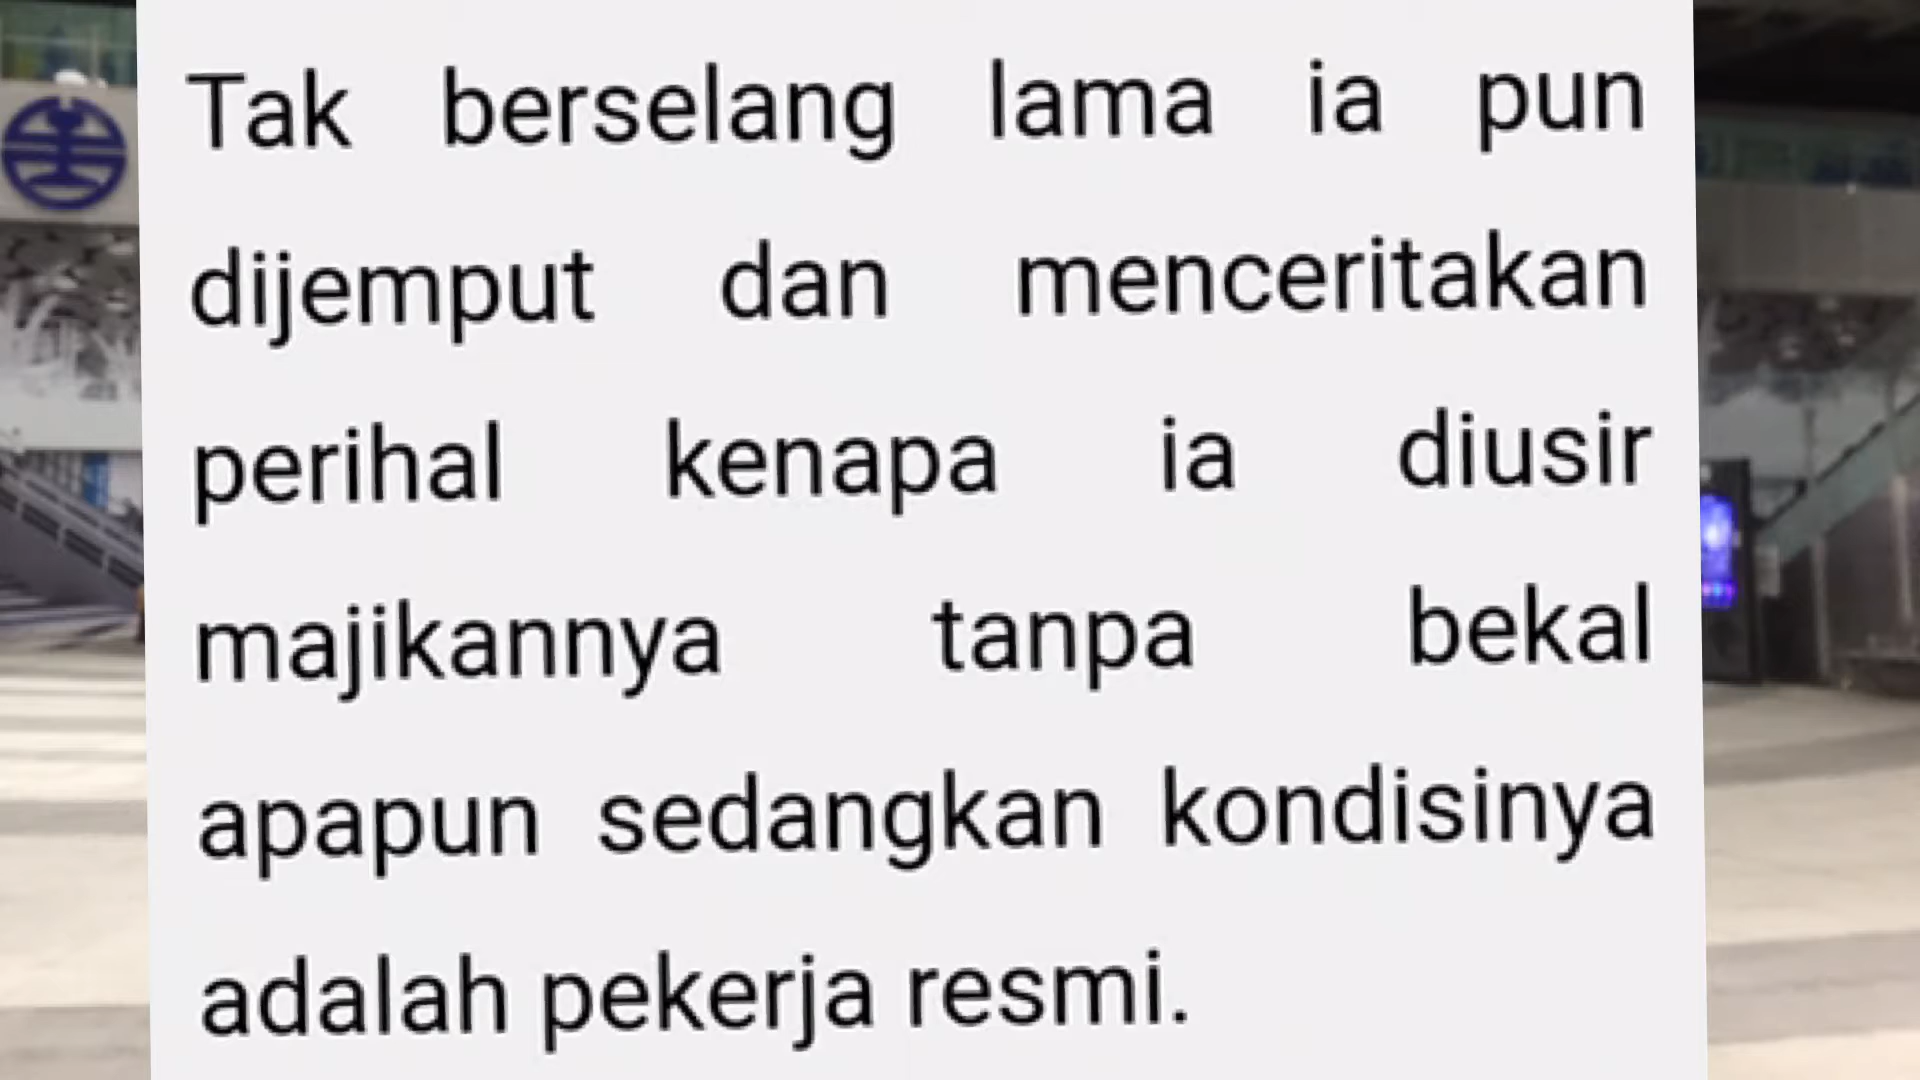 Tak berselang lama ia pun
dijemput dan menceritakan
perihal kenapa ia diusir
majikannya tanpa bekal
apapun sedangkan kondisinya
adalah pekerja resmi.